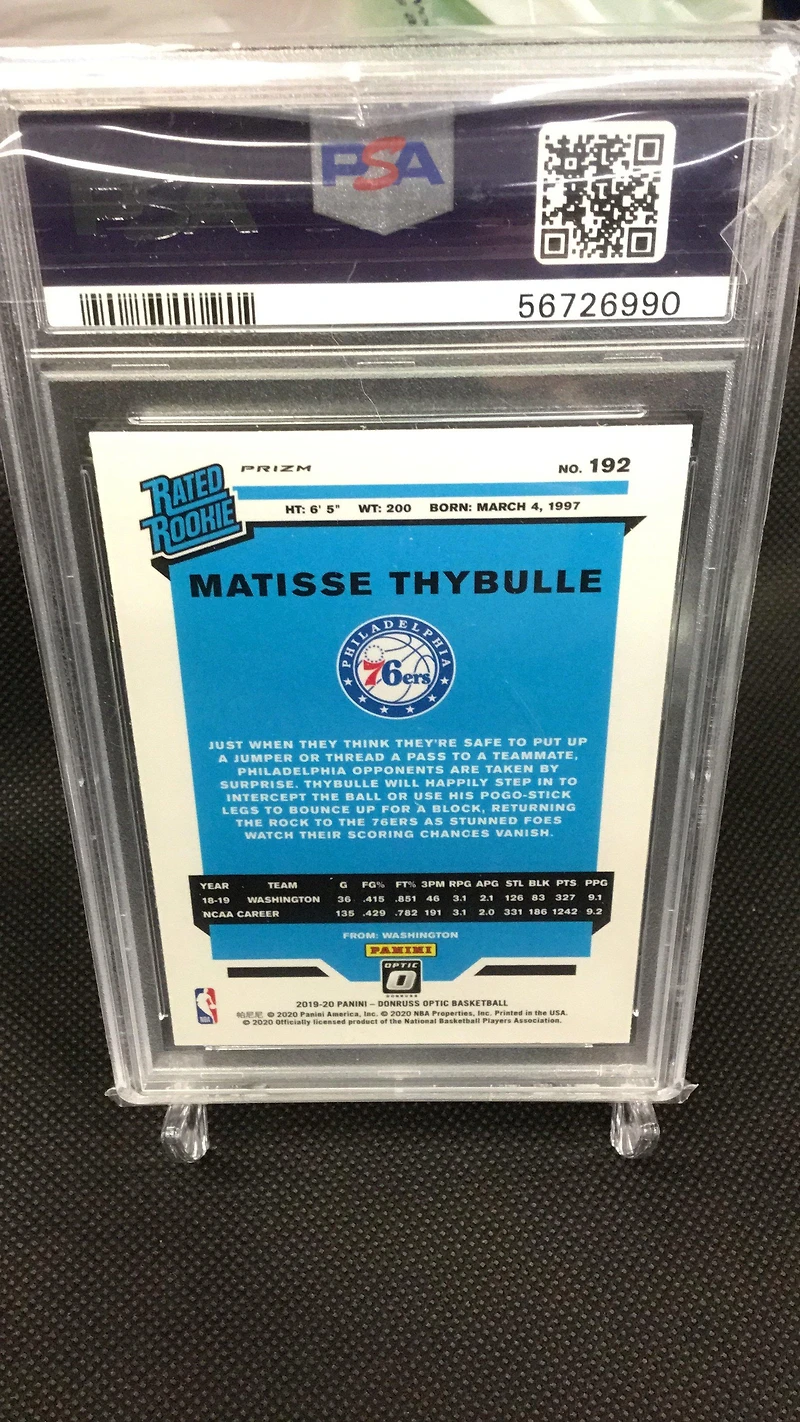 PSA
PSA
56726990
RATED
ROOKIE
PRIZM
NO. 192
HT: 6' 5" WT: 200 BORN: MARCH 4, 1997
MATISSE THYBULLE
PHILADELPHIA
76ers
JUST WHEN THEY THINK THEY'RE SAFE TO PUT UP
A JUMPER OR THREAD A PASS TO A TEAMMATE,
PHILADELPHIA OPPONENTS ARE TAKEN BY
SURPRISE. THYBULLE WILL HAPPILY STEP IN TO
INTERCEPT THE BALL OR USE HIS POGO-STICK
LEGS TO BOUNCE UP FOR A BLOCK, RETURNING
THE ROCK TO THE 76ERS AS STUNNED FOES
WATCH THEIR SCORING CHANCES VANISH.
YEAR TEAM G FG% FT% 3PM RPG APG STL BLK PTS PPG
18-19 WASHINGTON 36 .415 .851 46 3.1 2.1 126 83 327 9.1
NCAA CAREER 135 .429 .782 191 3.1 2.0 331 186 1242 9.2
FROM: WASHINGTON
PANINI
OPTIC
DONRUSS
NBA
2019-20 PANINI – DONRUSS OPTIC BASKETBALL
帕尼尼 © 2020 Panini America, Inc. © 2020 NBA Properties, Inc. Printed in the USA.
© 2020 Officially licensed product of the National Basketball Players Association.